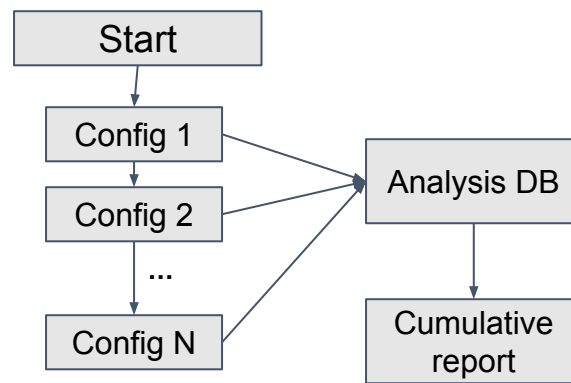 Start
Config 1
Config 2
...
Config N
Analysis DB
Cumulative
report